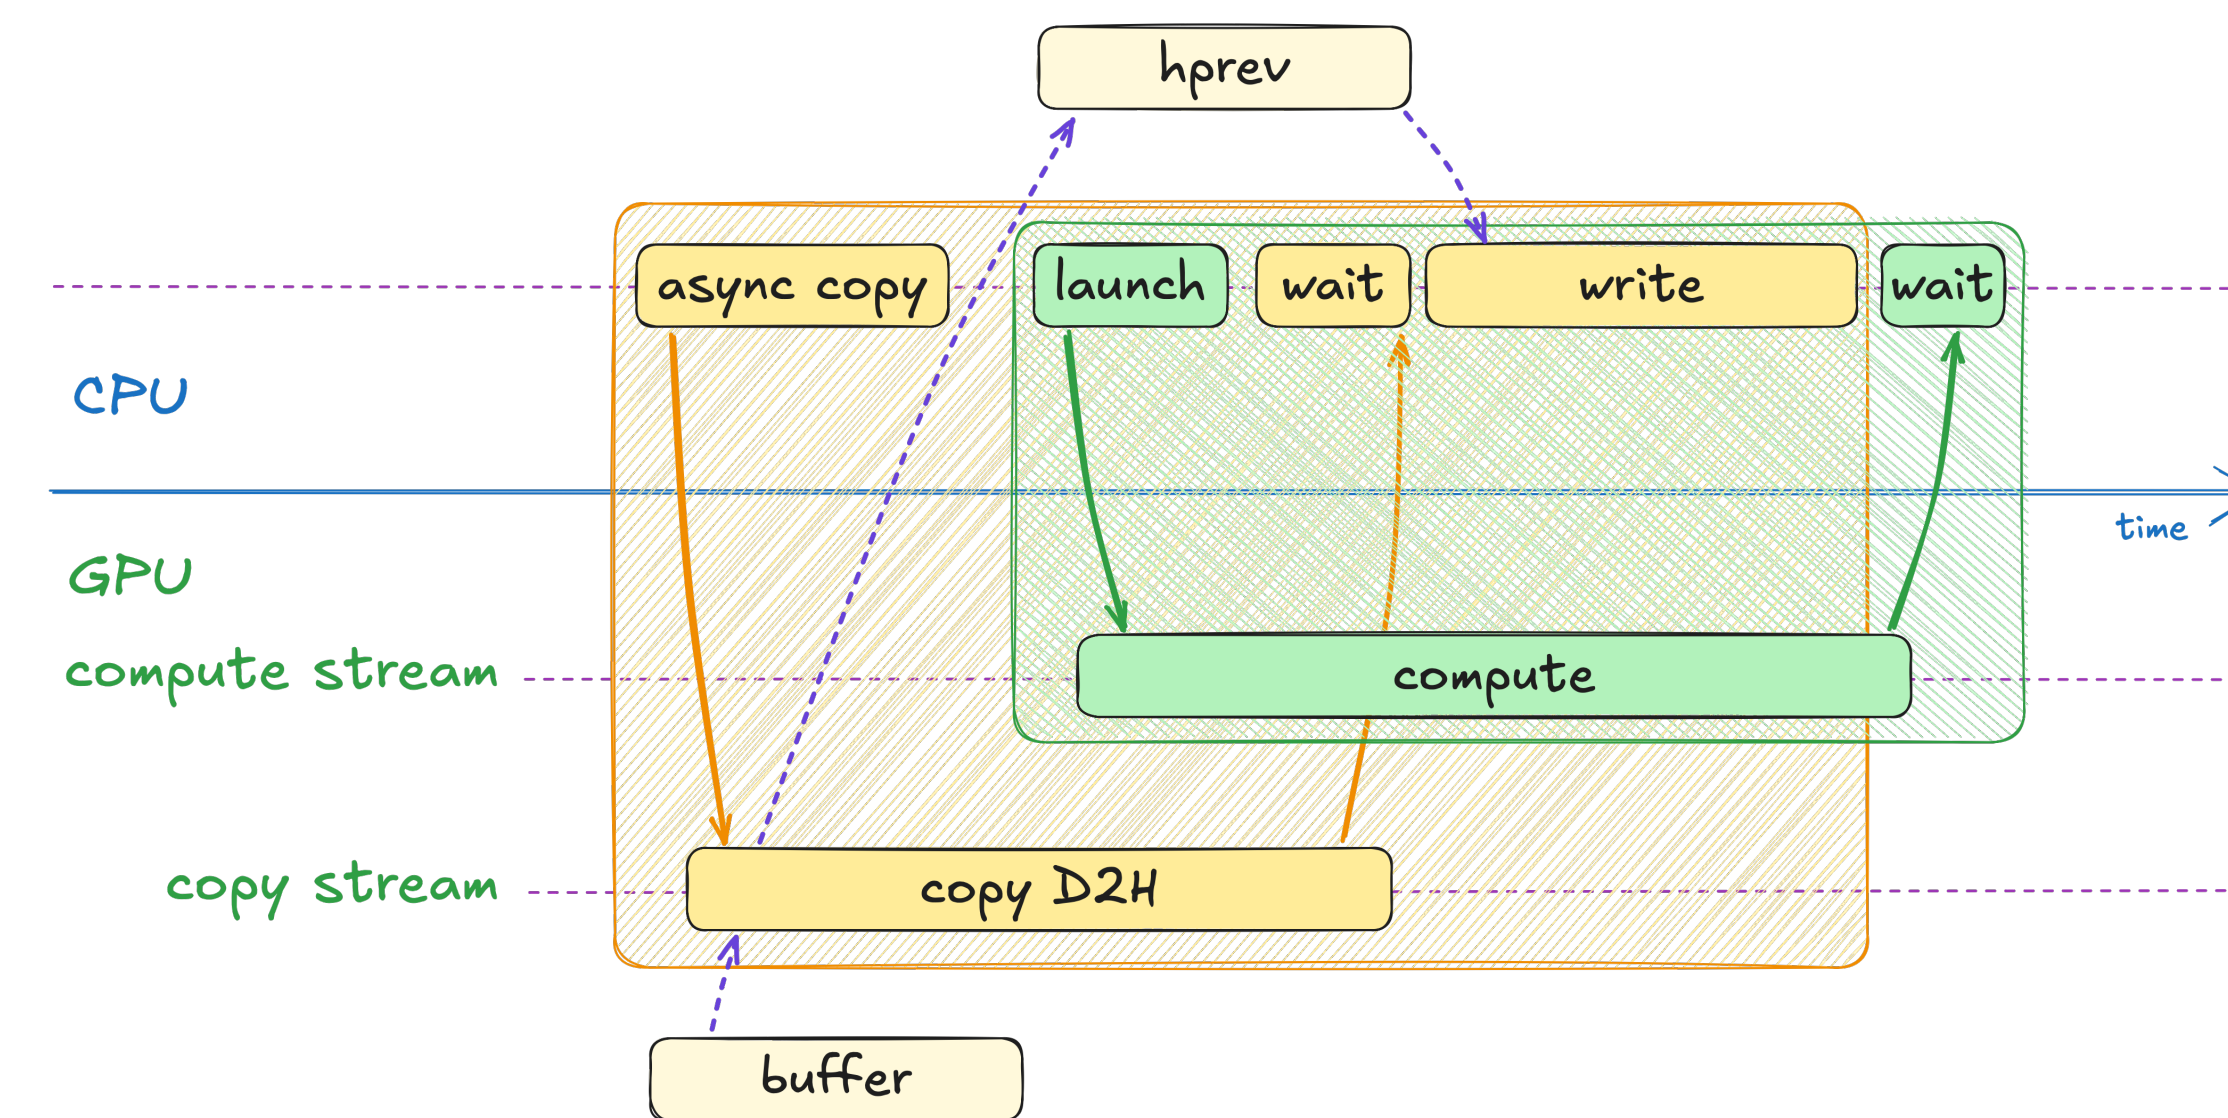 hprev
async copy
launch
wait
write
wait
CPU
time
GPU
compute stream
compute
copy stream
copy D2H
buffer